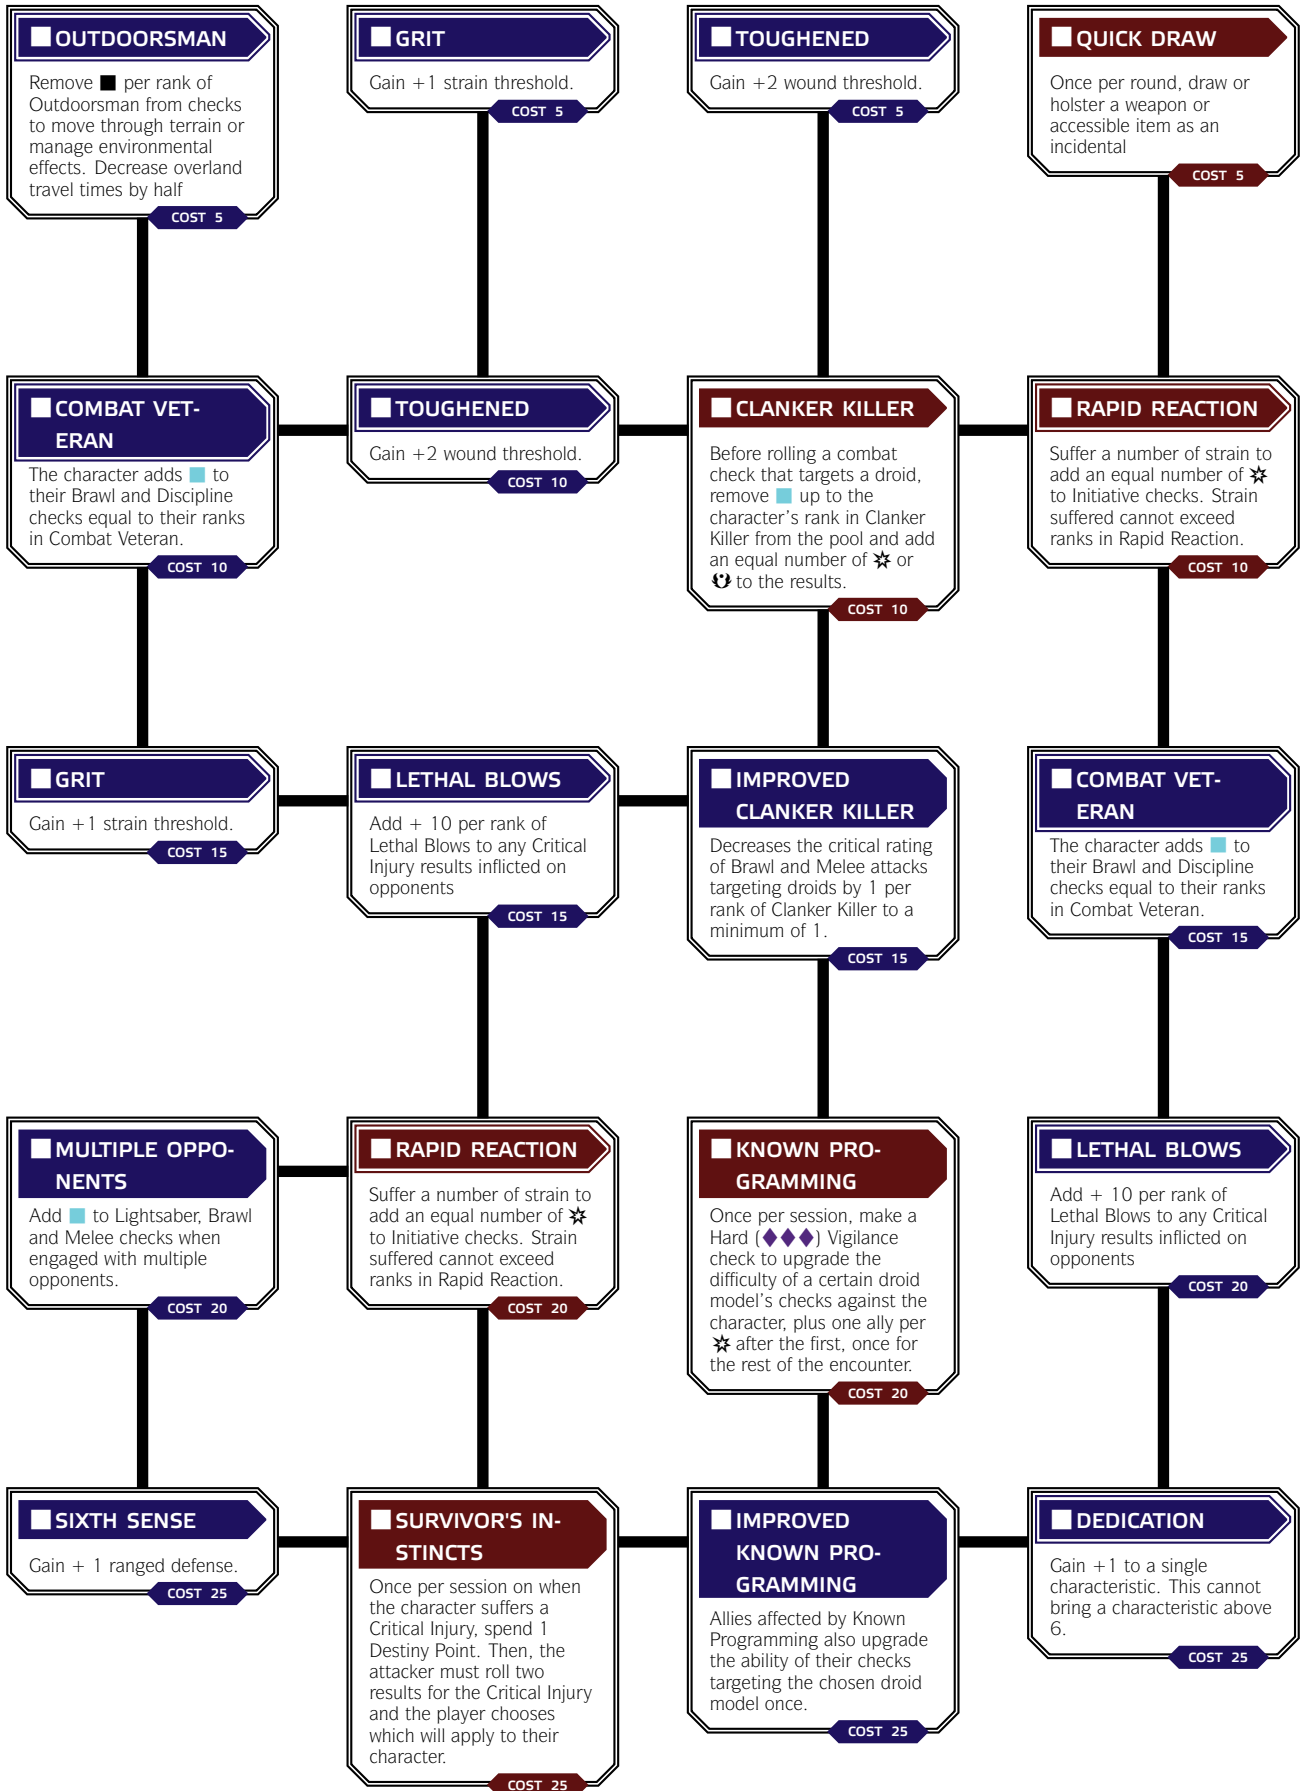 OUTDOORSMAN
Remove ■ per rank of
Outdoorsman from checks
to move through terrain or
manage environmental
effects. Decrease overland
travel times by half
COST 5
GRIT
Gain +1 strain threshold.
COST 5
TOUGHENED
Gain +2 wound threshold.
COST 5
QUICK DRAW
Once per round, draw or
holster a weapon or
accessible item as an
incidental
COST 5
COMBAT VET-
ERAN
The character adds ■ to
their Brawl and Discipline
checks equal to their ranks
in Combat Veteran.
COST 10
TOUGHENED
Gain +2 wound threshold.
COST 10
CLANKER KILLER
Before rolling a combat
check that targets a droid,
remove ■ up to the
character's rank in Clanker
Killer from the pool and add
an equal number of or
to the results.
COST 10
RAPID REACTION
Suffer a number of strain to
add an equal number of
to Initiative checks. Strain
suffered cannot exceed
ranks in Rapid Reaction.
COST 10
GRIT
Gain +1 strain threshold.
COST 15
LETHAL BLOWS
Add + 10 per rank of
Lethal Blows to any Critical
Injury results inflicted on
opponents
COST 15
IMPROVED
CLANKER KILLER
Decreases the critical rating
of Brawl and Melee attacks
targeting droids by 1 per
rank of Clanker Killer to a
minimum of 1.
COST 15
COMBAT VET-
ERAN
The character adds ■ to
their Brawl and Discipline
checks equal to their ranks
in Combat Veteran.
COST 15
MULTIPLE OPPO-
NENTS
Add ■ to Lightsaber, Brawl
and Melee checks when
engaged with multiple
opponents.
COST 20
RAPID REACTION
Suffer a number of strain to
add an equal number of
to Initiative checks. Strain
suffered cannot exceed
ranks in Rapid Reaction.
COST 20
KNOWN PRO-
GRAMMING
Once per session, make a
Hard (◆◆◆) Vigilance
check to upgrade the
difficulty of a certain droid
model's checks against the
character, plus one ally per
after the first, once for
the rest of the encounter.
COST 20
LETHAL BLOWS
Add + 10 per rank of
Lethal Blows to any Critical
Injury results inflicted on
opponents
COST 20
SIXTH SENSE
Gain + 1 ranged defense.
COST 25
SURVIVOR'S IN-
STINCTS
Once per session on when
the character suffers a
Critical Injury, spend 1
Destiny Point. Then, the
attacker must roll two
results for the Critical Injury
and the player chooses
which will apply to their
character.
COST 25
IMPROVED
KNOWN PRO-
GRAMMING
Allies affected by Known
Programming also upgrade
the ability of their checks
targeting the chosen droid
model once.
COST 25
DEDICATION
Gain +1 to a single
characteristic. This cannot
bring a characteristic above
6.
COST 25